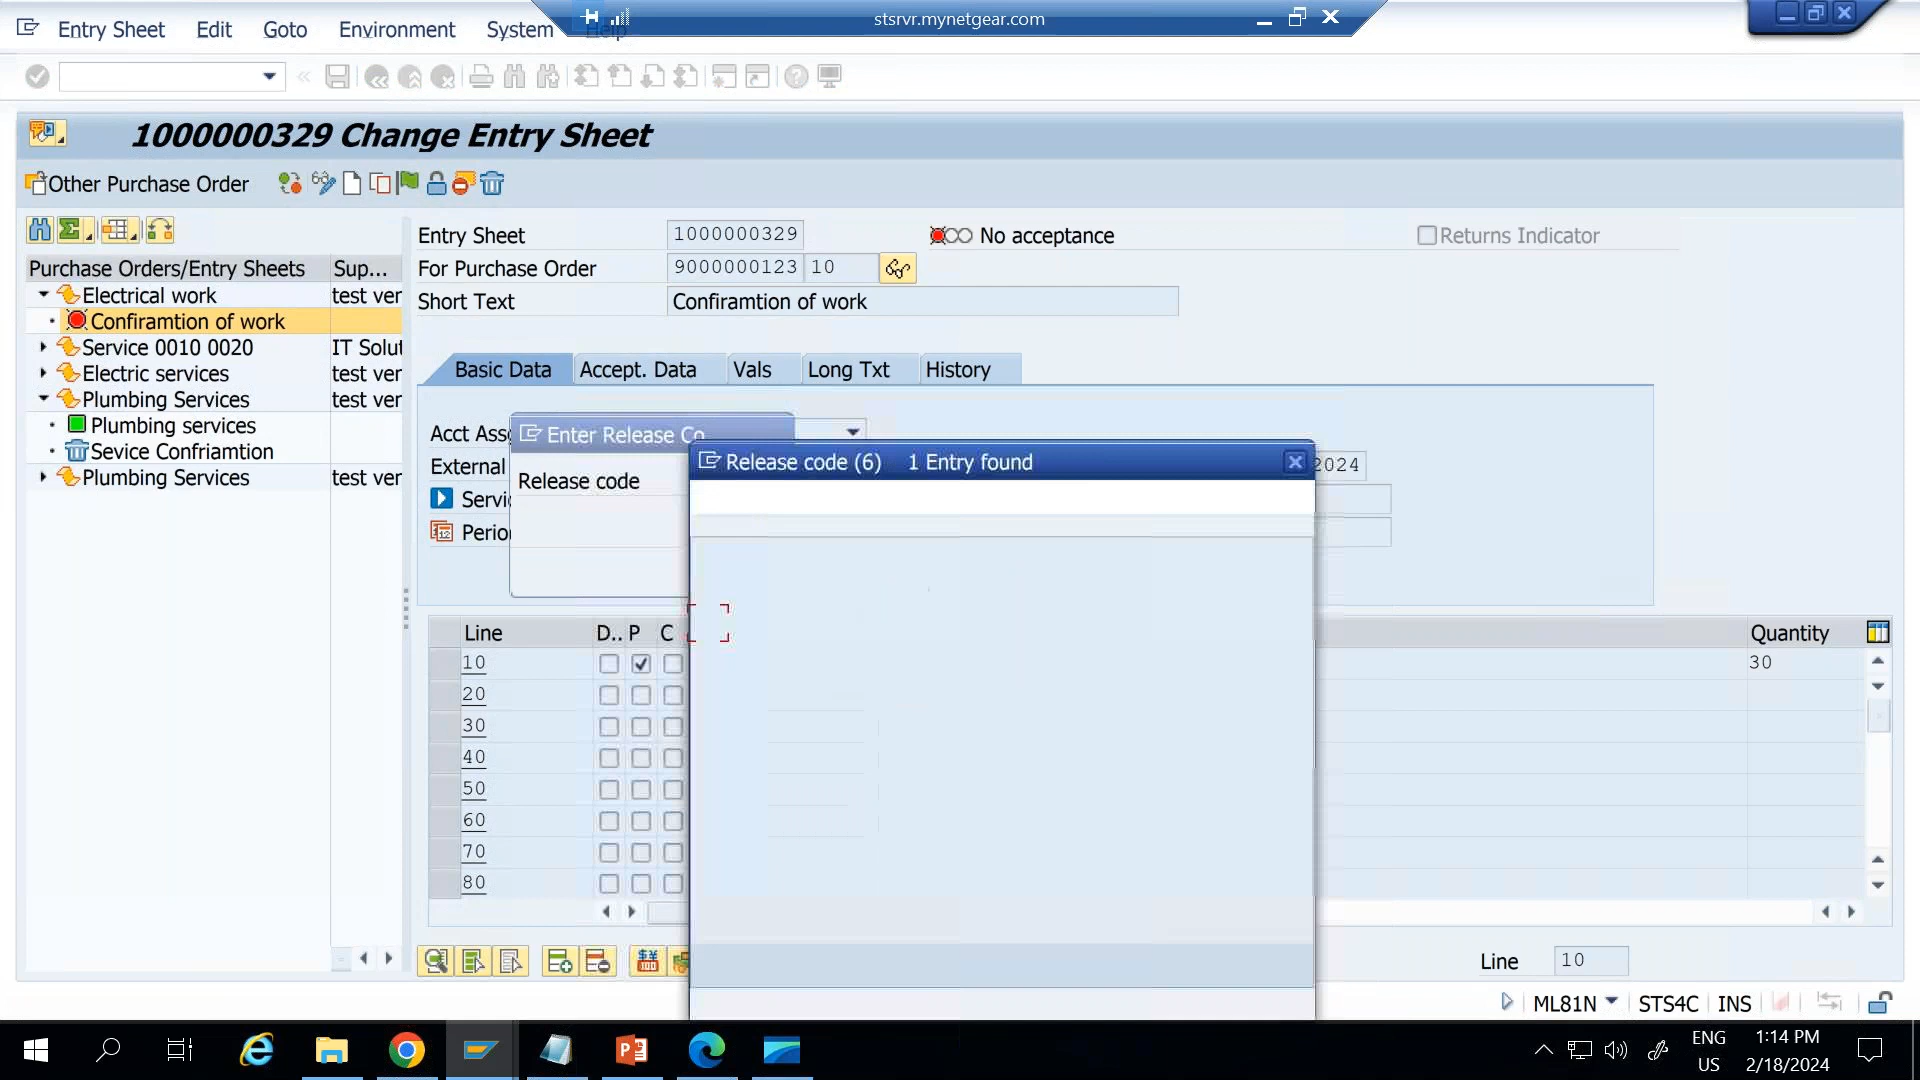 stsrvr.mynetgear.com
Entry Sheet Edit Goto Environment System Help
1000000329 Change Entry Sheet
Other Purchase Order
Purchase Orders/Entry Sheets Sup...
Electrical work test ver
Confiramtion of work
Service 0010 0020 IT Solut
Electric services test ver
Plumbing Services test ver
Plumbing services
Sevice Confriamtion
Plumbing Services test ver
Entry Sheet 1000000329 No acceptance Returns Indicator
For Purchase Order 9000000123 10
Short Text Confiramtion of work
Basic Data Accept. Data Vals Long Txt History
Acct Ass
External 2024
Servi
Perio
Enter Release Co
Release code
Release code (6) 1 Entry found
Line D.. P C Quantity
10 30
20
30
40
50
60
70
80
Line 10
ML81N STS4C INS
ENG
US
1:14 PM
2/18/2024